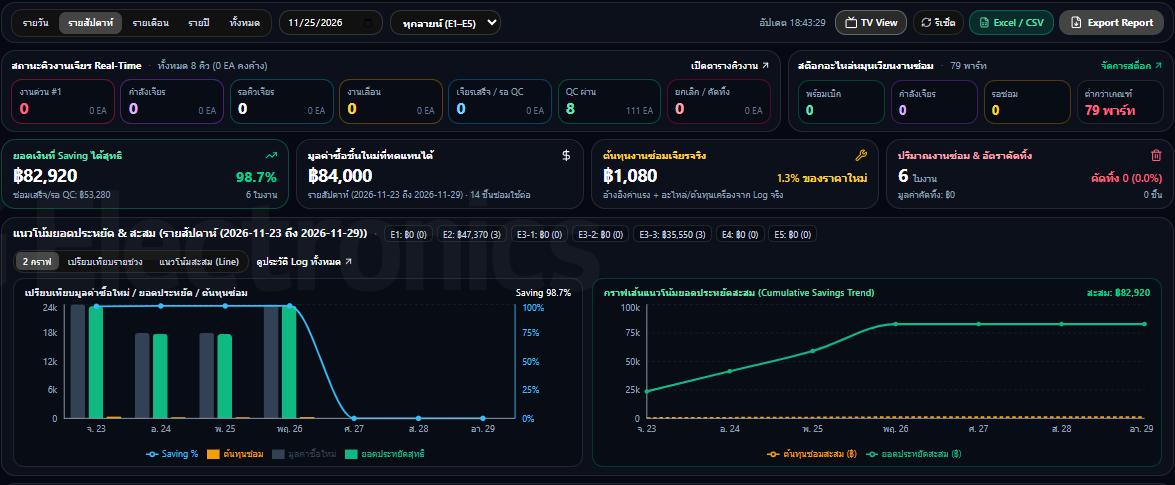 รายวัน รายสัปดาห์ รายเดือน รายปี ทั้งหมด 11/25/2026 ทุกลายน์ (E1–E5) อัปเดต 18:43:29 TV View รีเซ็ต Excel / CSV Export Report
สถานะคิวงานเจียร Real-Time · ทั้งหมด 8 คิว (0 EA คงค้าง) เปิดตารางคิวงาน ↗
งานด่วน #1 กำลังเจียร รอคิวเจียร งานเลื่อน เจียรเสร็จ / รอ QC QC ผ่าน ยกเลิก / คัดทิ้ง
0 0 EA 0 0 EA 0 0 EA 0 0 EA 0 0 EA 8 111 EA 0 0 EA
สต็อกอะไหล่หมุนเวียนงานซ่อม · 79 พาร์ท จัดการสต็อก ↗
พร้อมเบิก กำลังเจียร รอซ่อม ต่ำกว่าเกณฑ์
0 0 0 79 พาร์ท
ยอดเงินที่ Saving ได้สุทธิ
฿82,920 98.7%
ซ่อมเสร็จ/รอ QC: ฿53,280 6 ใบงาน
มูลค่าซื้อชิ้นใหม่ที่ทดแทนได้ $
฿84,000
รายสัปดาห์ (2026-11-23 ถึง 2026-11-29) · 14 ชิ้นซ่อมใช้ต่อ
ต้นทุนงานซ่อมเจียรจริง
฿1,080 1.3% ของราคาใหม่
อ้างอิงค่าแรง + อะไหล่/ต้นทุนเครื่องจาก Log จริง
ปริมาณงานซ่อม & อัตราคัดทิ้ง
6 ใบงาน คัดทิ้ง 0 (0.0%)
มูลค่าคัดทิ้ง: ฿0 0 ชิ้น
แนวโน้มยอดประหยัด & สะสม (รายสัปดาห์ (2026-11-23 ถึง 2026-11-29)) · E1: ฿0 (0) E2: ฿47,370 (3) E3-1: ฿0 (0) E3-2: ฿0 (0) E3-3: ฿35,550 (3) E4: ฿0 (0) E5: ฿0 (0)
2 กราฟ เปรียบเทียบรายช่วง แนวโน้มสะสม (Line) ดูประวัติ Log ทั้งหมด ↗
Electronics
เปรียบเทียบมูลค่าซื้อใหม่ / ยอดประหยัด / ต้นทุนซ่อม Saving 98.7%
24k 100%
18k 75%
12k 50%
6k 25%
0 0%
จ. 23 อ. 24 พ. 25 พฤ. 26 ศ. 27 ส. 28 อา. 29
Saving % ต้นทุนซ่อม มูลค่าซื้อใหม่ ยอดประหยัดสุทธิ
กราฟเส้นแนวโน้มยอดประหยัดสะสม (Cumulative Savings Trend) สะสม: ฿82,920
100k
75k
50k
25k
0
จ. 23 อ. 24 พ. 25 พฤ. 26 ศ. 27 ส. 28 อา. 29
ต้นทุนซ่อมสะสม (฿) ยอดประหยัดสะสม (฿)